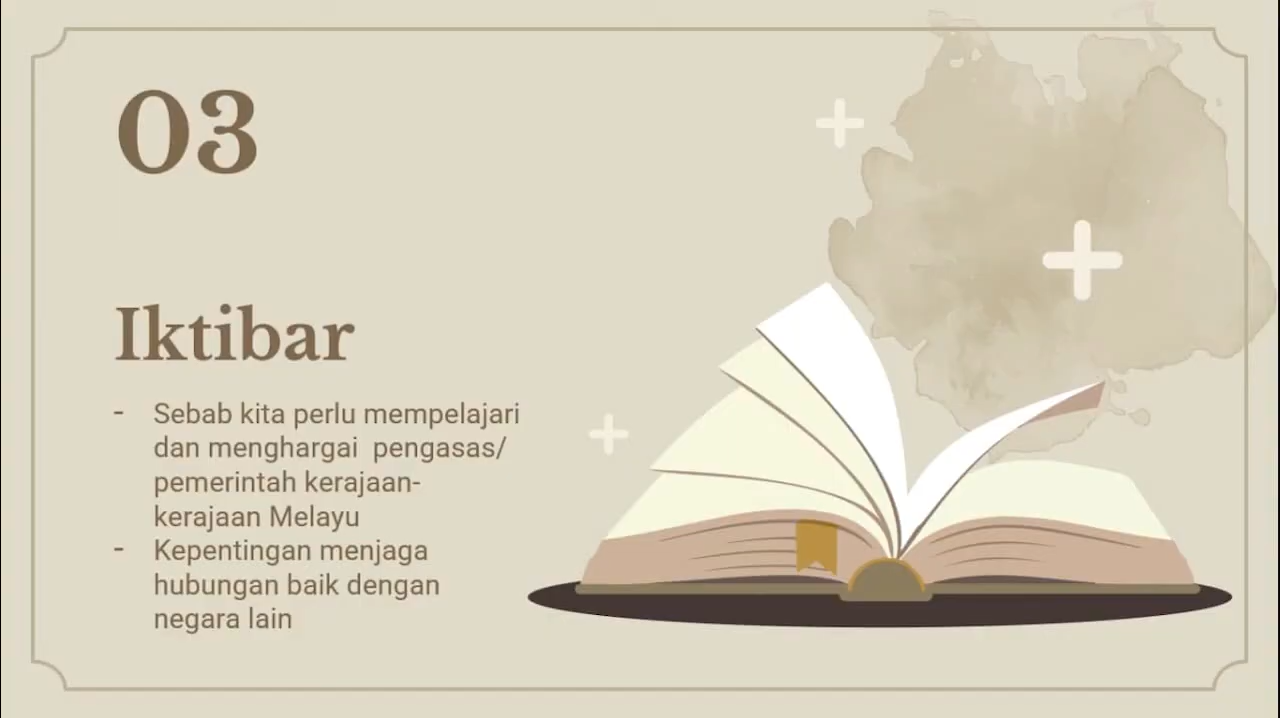 03
Iktibar
- Sebab kita perlu mempelajari
dan menghargai  pengasas/
pemerintah kerajaan-
kerajaan Melayu
- Kepentingan menjaga
hubungan baik dengan
negara lain